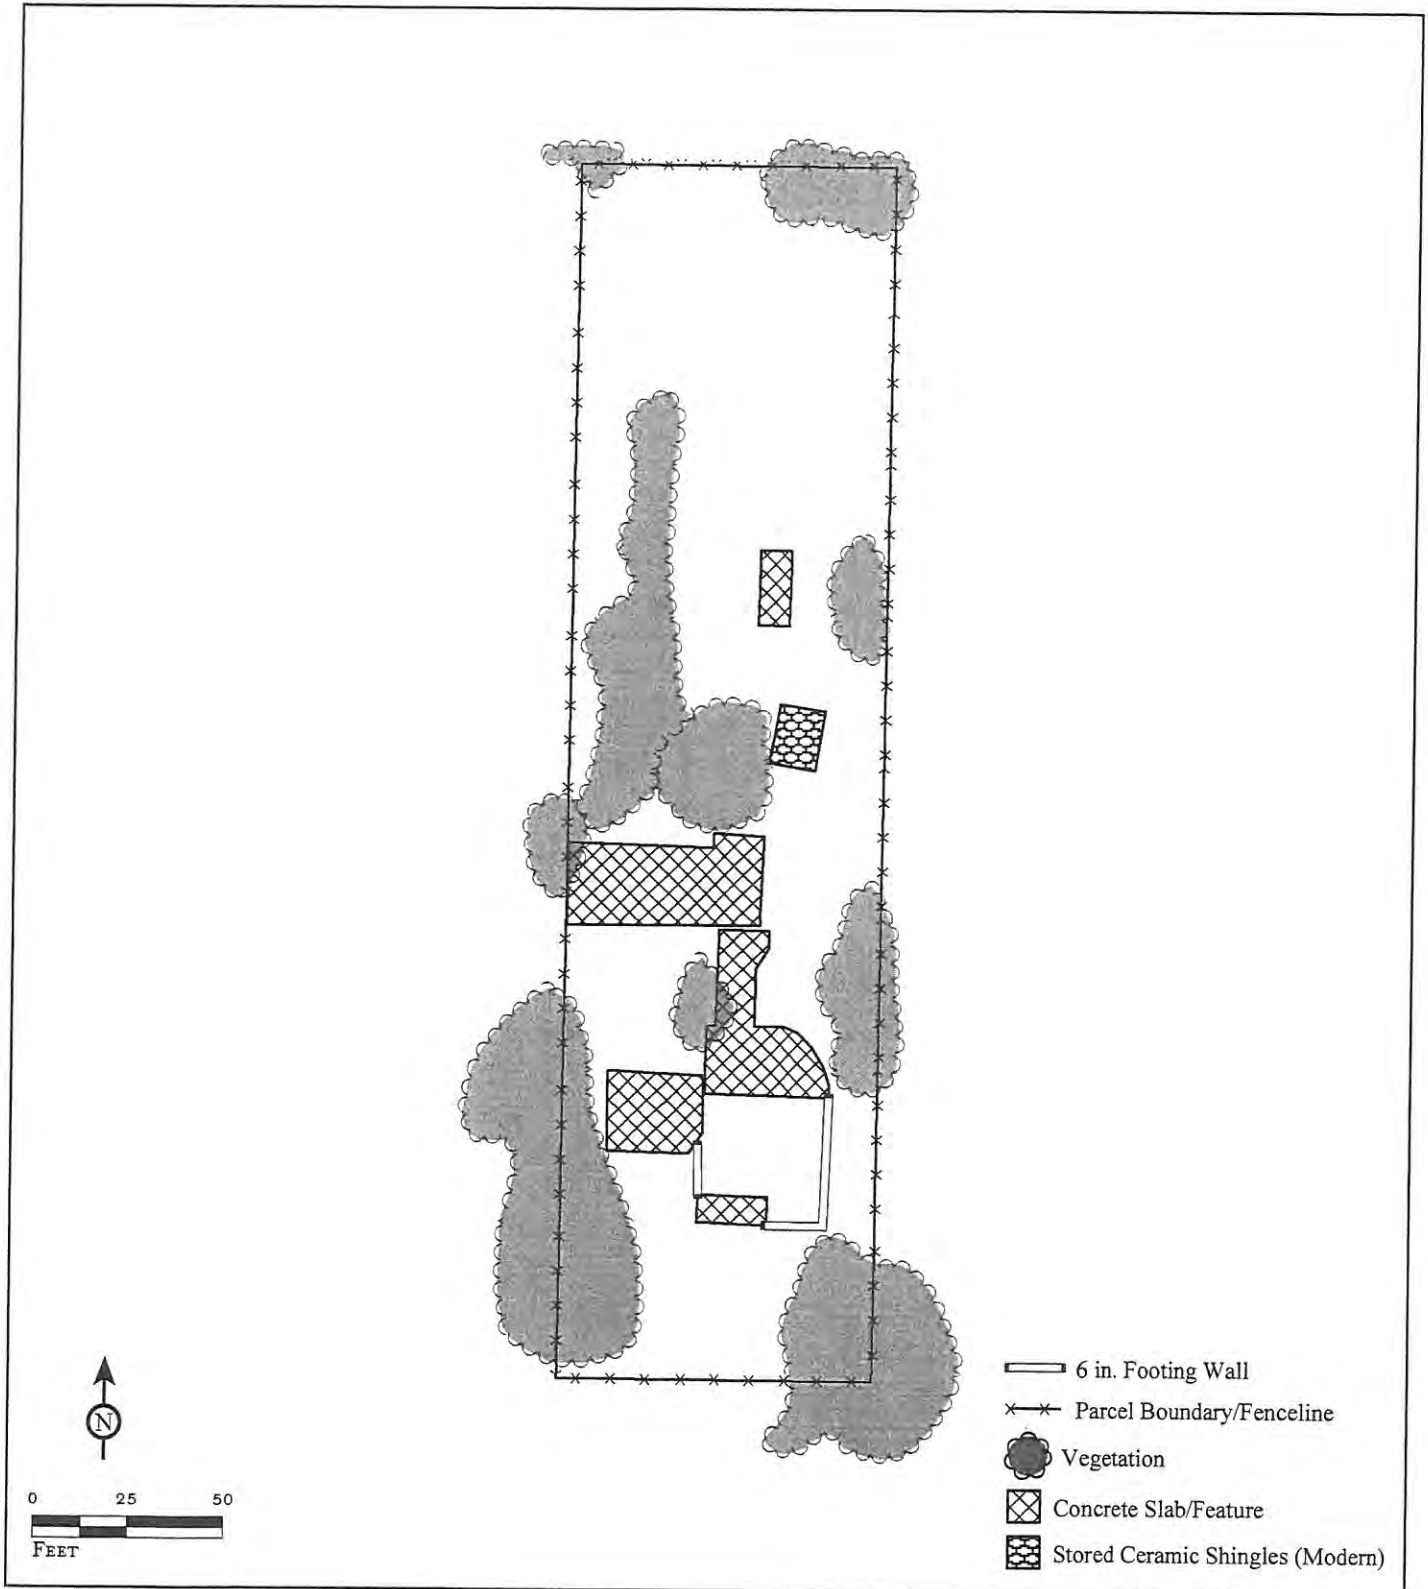 N
0 25 50
FEET
6 in. Footing Wall
Parcel Boundary/Fenceline
Vegetation
Concrete Slab/Feature
Stored Ceramic Shingles (Modern)